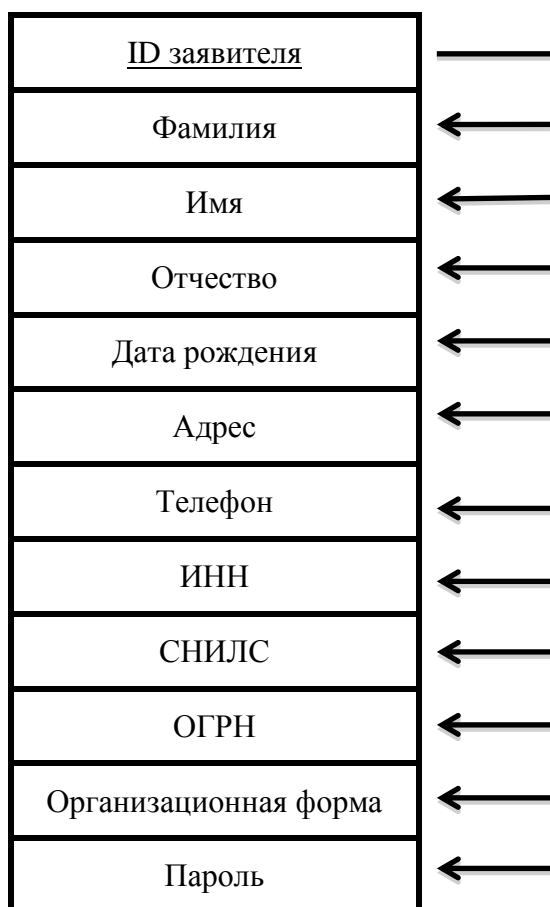 ID заявителя
Фамилия
Имя
Отчество
Дата рождения
Адрес
Телефон
ИНН
СНИЛС
ОГРН
Организационная форма
Пароль